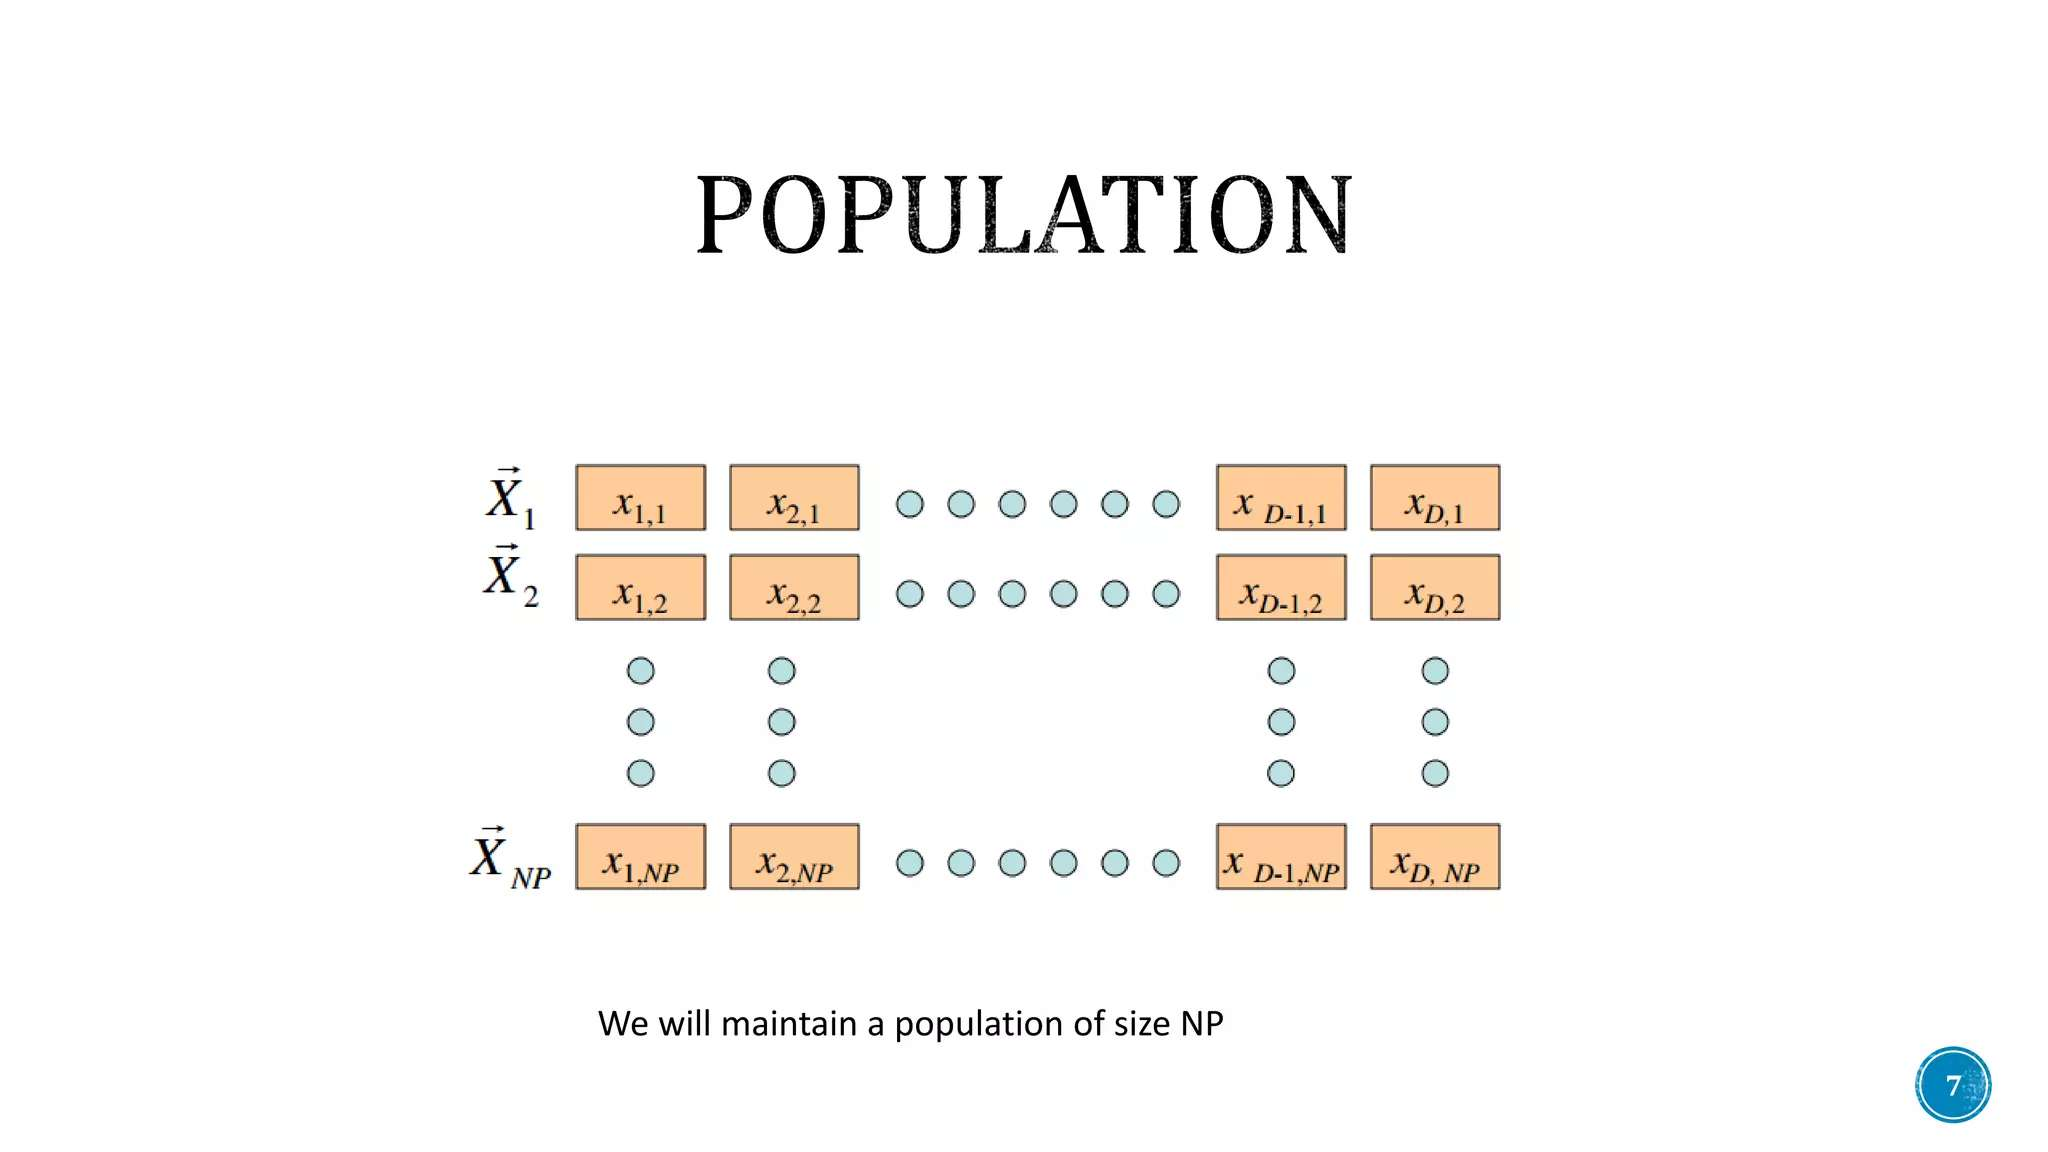 POPULATION
X⃗1 x1,1 x2,1 x D-1,1 xD,1
X⃗2 x1,2 x2,2 xD-1,2 xD,2
X⃗NP x1,NP x2,NP x D-1,NP xD, NP
We will maintain a population of size NP
7